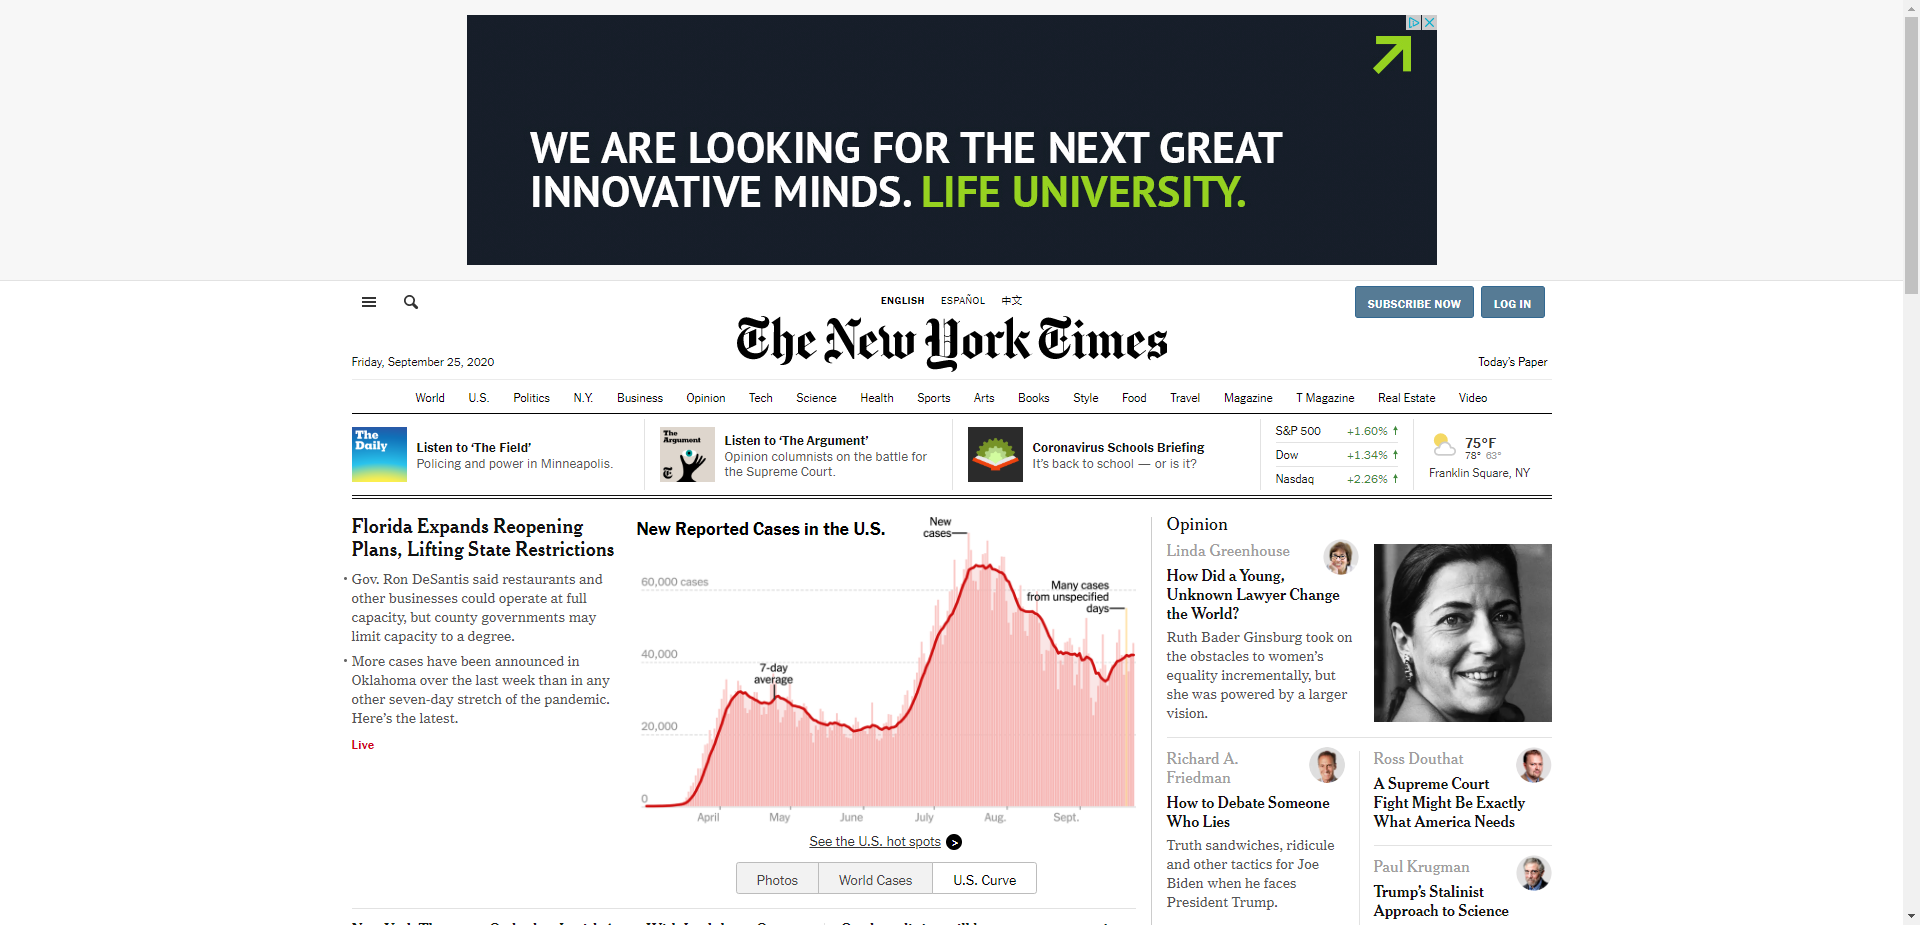 WE ARE LOOKING FOR THE NEXT GREAT
INNOVATIVE MINDS. LIFE UNIVERSITY.
ENGLISH ESPAÑOL 中文
SUBSCRIBE NOW LOG IN
The New York Times
Friday, September 25, 2020
Today's Paper
World U.S. Politics N.Y. Business Opinion Tech Science Health Sports Arts Books Style Food Travel Magazine T Magazine Real Estate Video
The
Daily
Listen to ‘The Field’
Policing and power in Minneapolis.
The
Argument
Listen to ‘The Argument’
Opinion columnists on the battle for
the Supreme Court.
Coronavirus Schools Briefing
It’s back to school — or is it?
S&P 500 +1.60% ↑
Dow +1.34% ↑
Nasdaq +2.26% ↑
75°F
78° 63°
Franklin Square, NY
Florida Expands Reopening
Plans, Lifting State Restrictions
• Gov. Ron DeSantis said restaurants and
other businesses could operate at full
capacity, but county governments may
limit capacity to a degree.
• More cases have been announced in
Oklahoma over the last week than in any
other seven-day stretch of the pandemic.
Here’s the latest.
Live
New Reported Cases in the U.S.
New
cases
60,000 cases
Many cases
from unspecified
days
40,000
7-day
average
20,000
0
April May June July Aug. Sept.
See the U.S. hot spots >
Photos World Cases U.S. Curve
Opinion
Linda Greenhouse
How Did a Young,
Unknown Lawyer Change
the World?
Ruth Bader Ginsburg took on
the obstacles to women’s
equality incrementally, but
she was powered by a larger
vision.
Richard A.
Friedman
How to Debate Someone
Who Lies
Truth sandwiches, ridicule
and other tactics for Joe
Biden when he faces
President Trump.
Ross Douthat
A Supreme Court
Fight Might Be Exactly
What America Needs
Paul Krugman
Trump’s Stalinist
Approach to Science